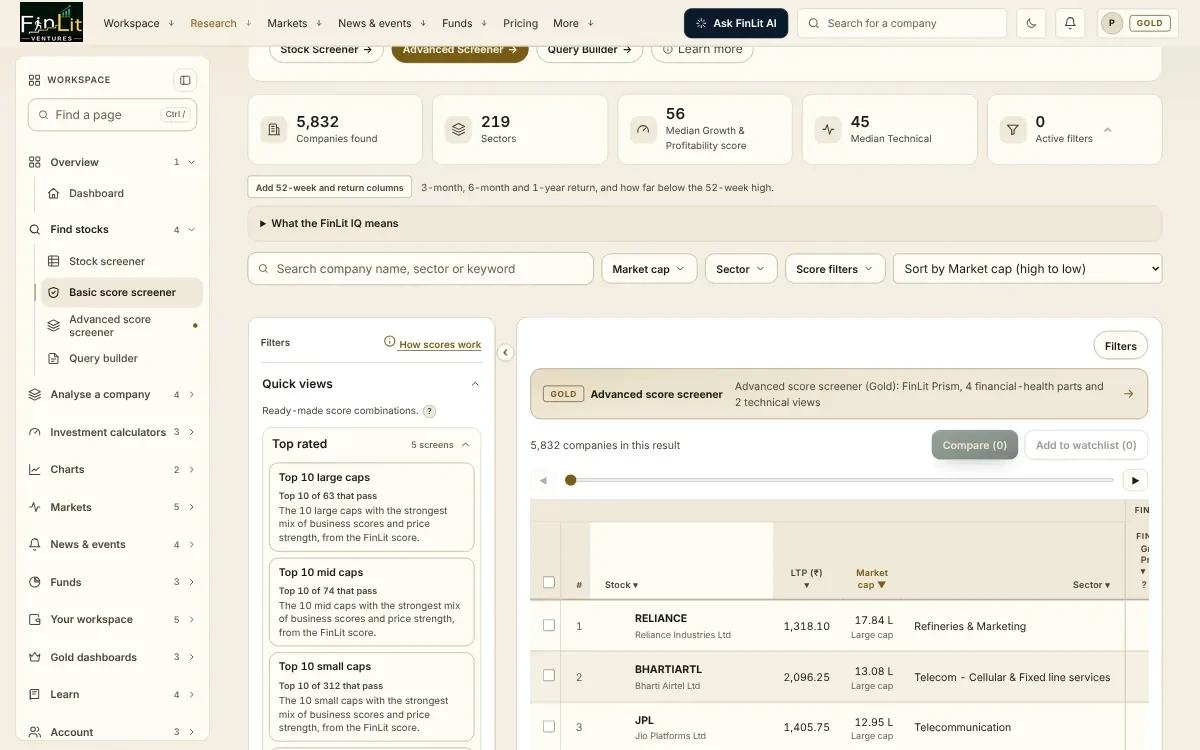 FinLit
VENTURES
Workspace
Research
Markets
News & events
Funds
Pricing
More
Ask FinLit AI
Search for a company
P
GOLD
Stock Screener →
Advanced Screener →
Query Builder →
Learn more
WORKSPACE
Find a page
Ctrl /
Overview 1
Dashboard
Find stocks 4
Stock screener
Basic score screener
Advanced score
screener
Query builder
Analyse a company 4
Investment calculators 3
Charts 2
Markets 5
News & events 4
Funds 3
Your workspace 5
Gold dashboards 3
Learn 4
Account 3
5,832
Companies found
219
Sectors
56
Median Growth &
Profitability score
45
Median Technical
0
Active filters
Add 52-week and return columns
3-month, 6-month and 1-year return, and how far below the 52-week high.
▶ What the FinLit IQ means
Search company name, sector or keyword
Market cap
Sector
Score filters
Sort by Market cap (high to low)
Filters
How scores work
Quick views
Ready-made score combinations. ?
Top rated
5 screens
Top 10 large caps
Top 10 of 63 that pass
The 10 large caps with the strongest
mix of business scores and price
strength, from the FinLit score.
Top 10 mid caps
Top 10 of 74 that pass
The 10 mid caps with the strongest mix
of business scores and price strength,
from the FinLit score.
Top 10 small caps
Top 10 of 312 that pass
The 10 small caps with the strongest
mix of business scores and price
strength, from the FinLit score.
Filters
GOLD
Advanced score screener
Advanced score screener (Gold): FinLit Prism, 4 financial-health parts and
2 technical views
→
5,832 companies in this result
Compare (0)
Add to watchlist (0)
◀
▶
FIN
# Stock ▾
LTP (₹)
▾
Market
cap ▼
Sector ▾
FIN
Gr
Pr
▾
?
1
RELIANCE
Reliance Industries Ltd
1,318.10
17.84 L
Large cap
Refineries & Marketing
2
BHARTIARTL
Bharti Airtel Ltd
2,096.25
13.08 L
Large cap
Telecom - Cellular & Fixed line services
3
JPL
Jio Platforms Ltd
1,405.75
12.95 L
Large cap
Telecommunication